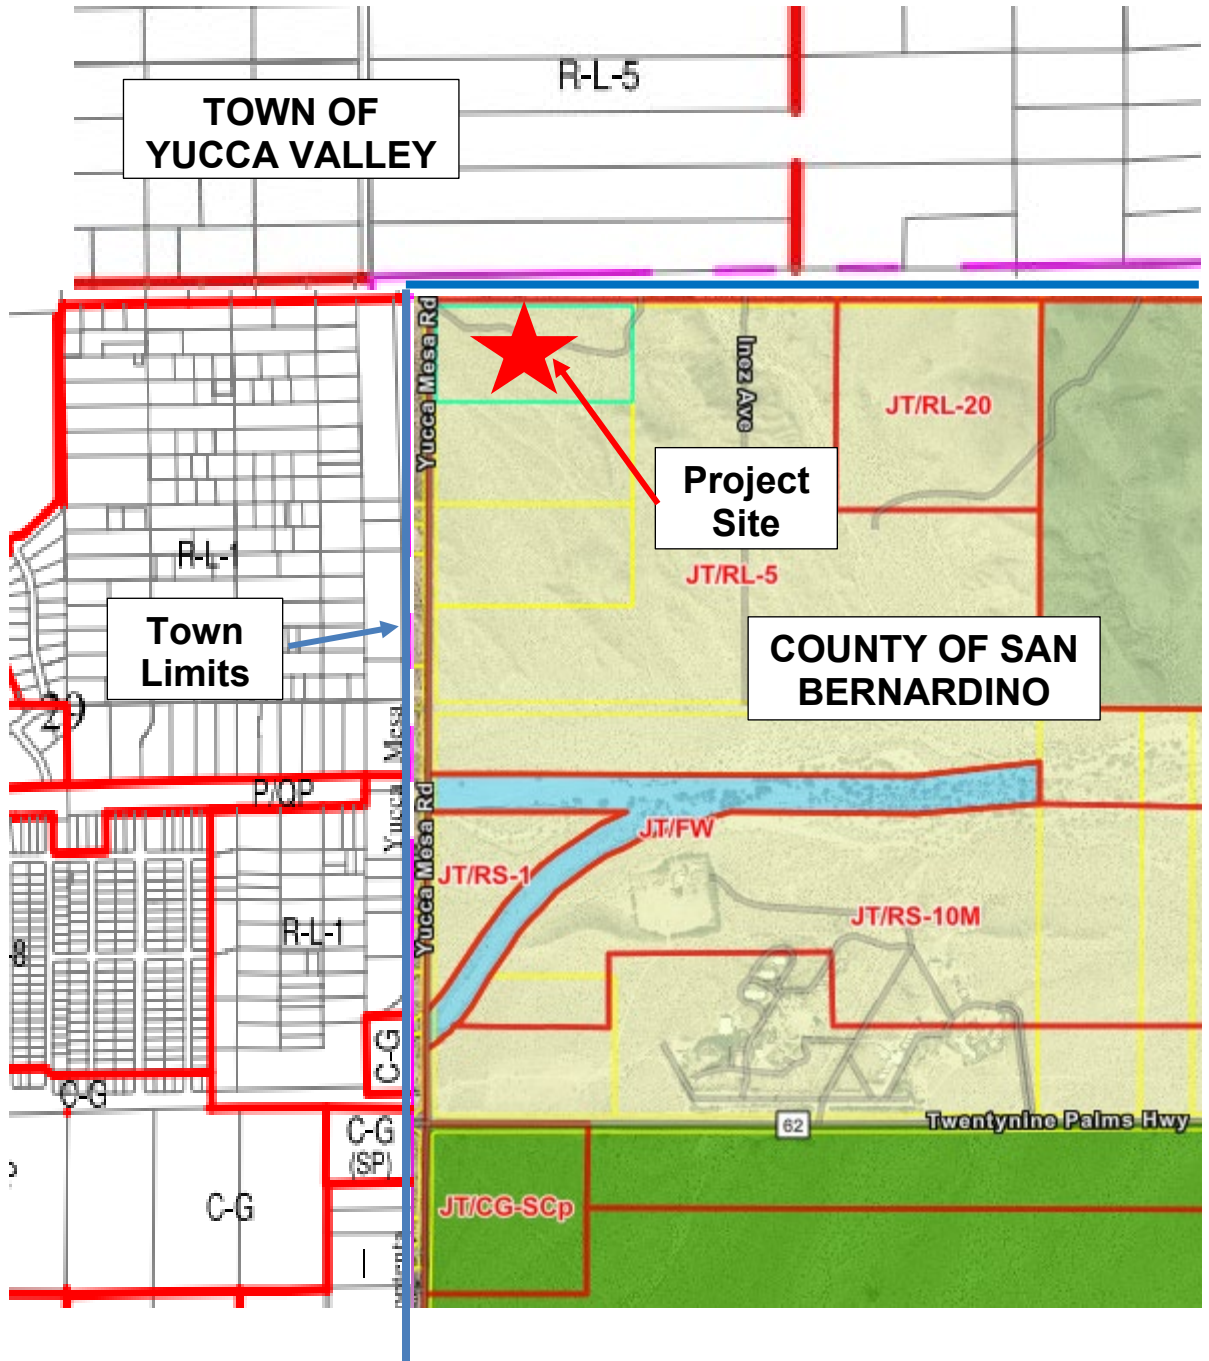 R-L-5
TOWN OF
YUCCA VALLEY
Yucca Mesa Rd
Inez Ave
JT/RL-20
Project
Site
R-L-1
JT/RL-5
Town
Limits
COUNTY OF SAN
BERNARDINO
29
Yucca Mesa
P/QP
Yucca Mesa Rd
JT/FW
JT/RS-1
JT/RS-10M
R-L-1
C-G
C-G
C-G
(SP)
62
Twentynine Palms Hwy
C-G
JT/CG-SCp
I